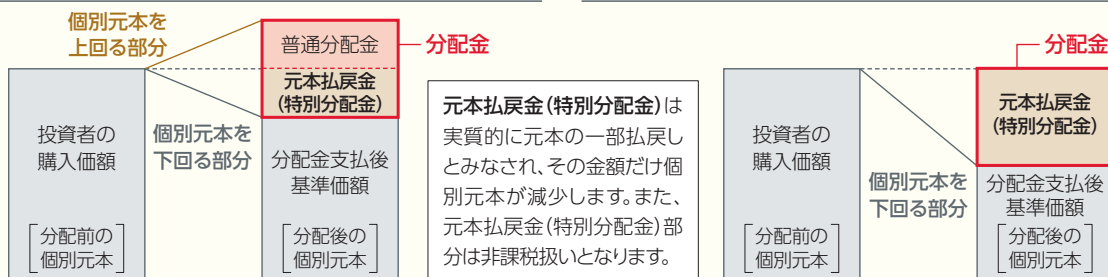 個別元本を
上回る部分
普通分配金
分配金
元本払戻金
(特別分配金)
投資者の
購入価額
個別元本を
下回る部分
分配金支払後
基準価額
分配前の
個別元本
分配後の
個別元本
元本払戻金(特別分配金)は
実質的に元本の一部払戻し
とみなされ、その金額だけ個
別元本が減少します。また、
元本払戻金(特別分配金)部
分は非課税扱いとなります。
分配金
元本払戻金
(特別分配金)
投資者の
購入価額
個別元本を
下回る部分
分配金支払後
基準価額
分配前の
個別元本
分配後の
個別元本